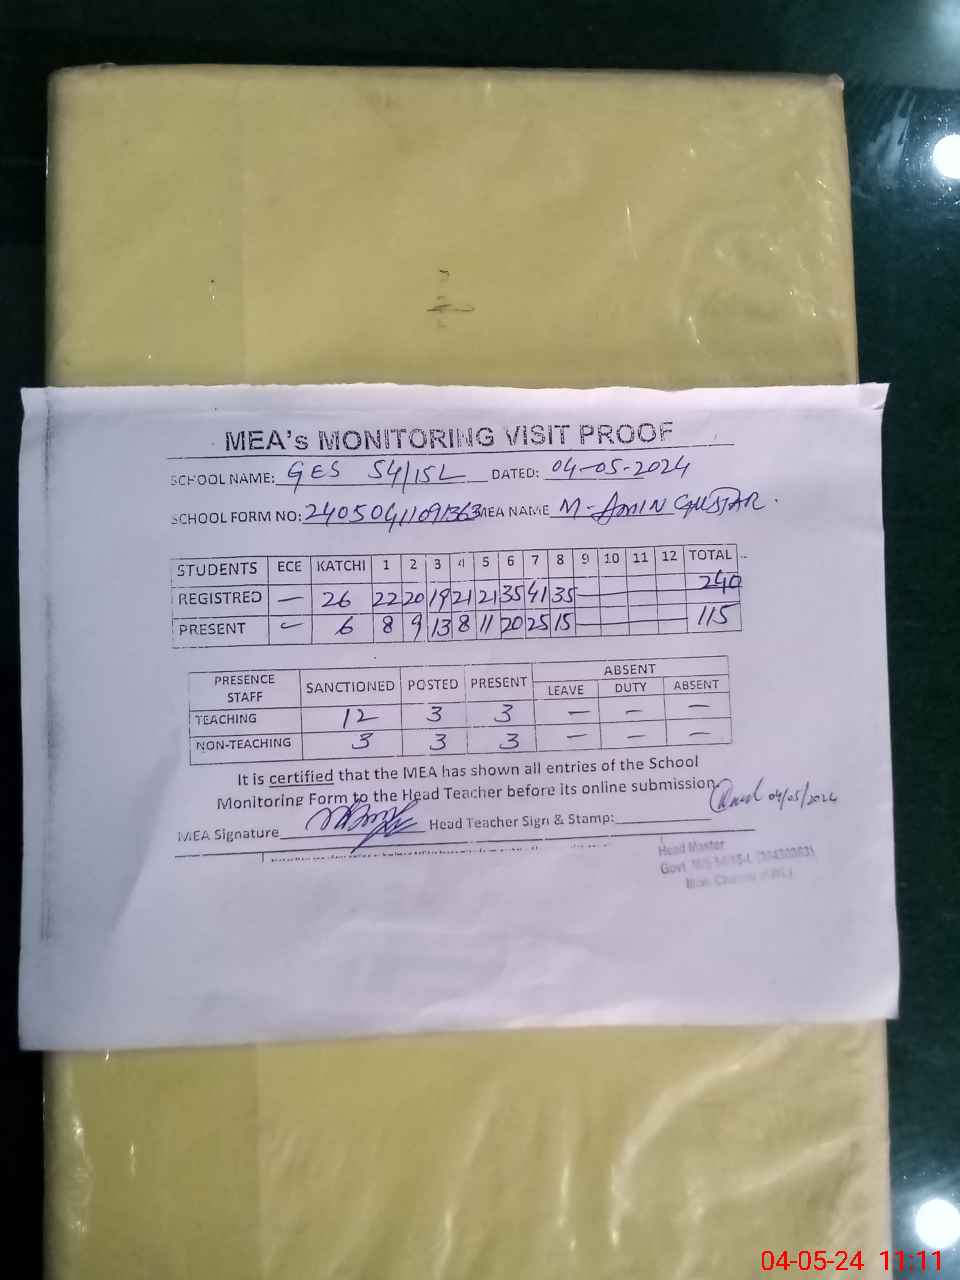 MEA's MONITORING VISIT PROOF
SCHOOL NAME: GES 54/15L DATED: 04-05-2024
SCHOOL FORM NO: 24050411091363 MEA NAME M-AMIN
STUDENTS ECE KATCHI 1 2 3 4 5 6 7 8 9 10 11 12 TOTAL
REGISTRED — 26 22 20 19 21 21 35 41 35 — 240
PRESENT — 6 8 9 13 8 11 20 25 15 — 115
PRESENCE STAFF SANCTIONED POSTED PRESENT ABSENT
LEAVE DUTY ABSENT
TEACHING 12 3 3 — — —
NON-TEACHING 3 3 3 — — —
It is certified that the MEA has shown all entries of the School
Monitoring Form to the Head Teacher before its online submission.
04/05/2024
MEA Signature Head Teacher Sign & Stamp:
Head Master
Govt.
04-05-24 11:11